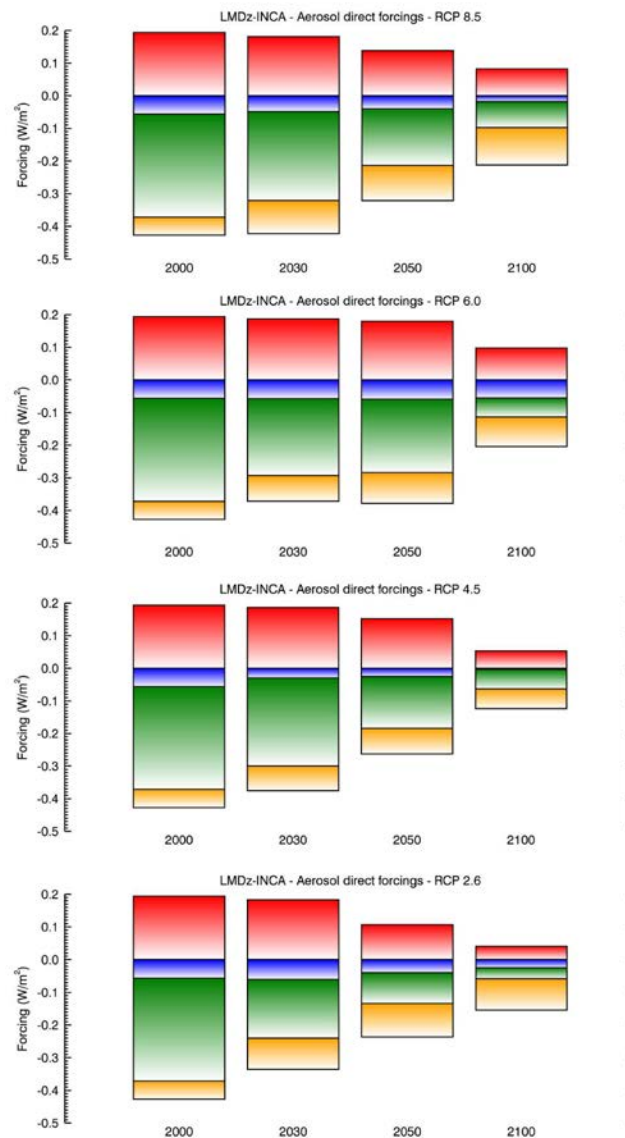 LMDz-INCA - Aerosol direct forcings - RCP 8.5
0.2
0.1
0.0
-0.1
-0.2
-0.3
-0.4
-0.5
Forcing (W/m²)
2000 2030 2050 2100
LMDz-INCA - Aerosol direct forcings - RCP 6.0
0.2
0.1
0.0
-0.1
-0.2
-0.3
-0.4
-0.5
Forcing (W/m²)
2000 2030 2050 2100
LMDz-INCA - Aerosol direct forcings - RCP 4.5
0.2
0.1
0.0
-0.1
-0.2
-0.3
-0.4
-0.5
Forcing (W/m²)
2000 2030 2050 2100
LMDz-INCA - Aerosol direct forcings - RCP 2.6
0.2
0.1
0.0
-0.1
-0.2
-0.3
-0.4
-0.5
Forcing (W/m²)
2000 2030 2050 2100